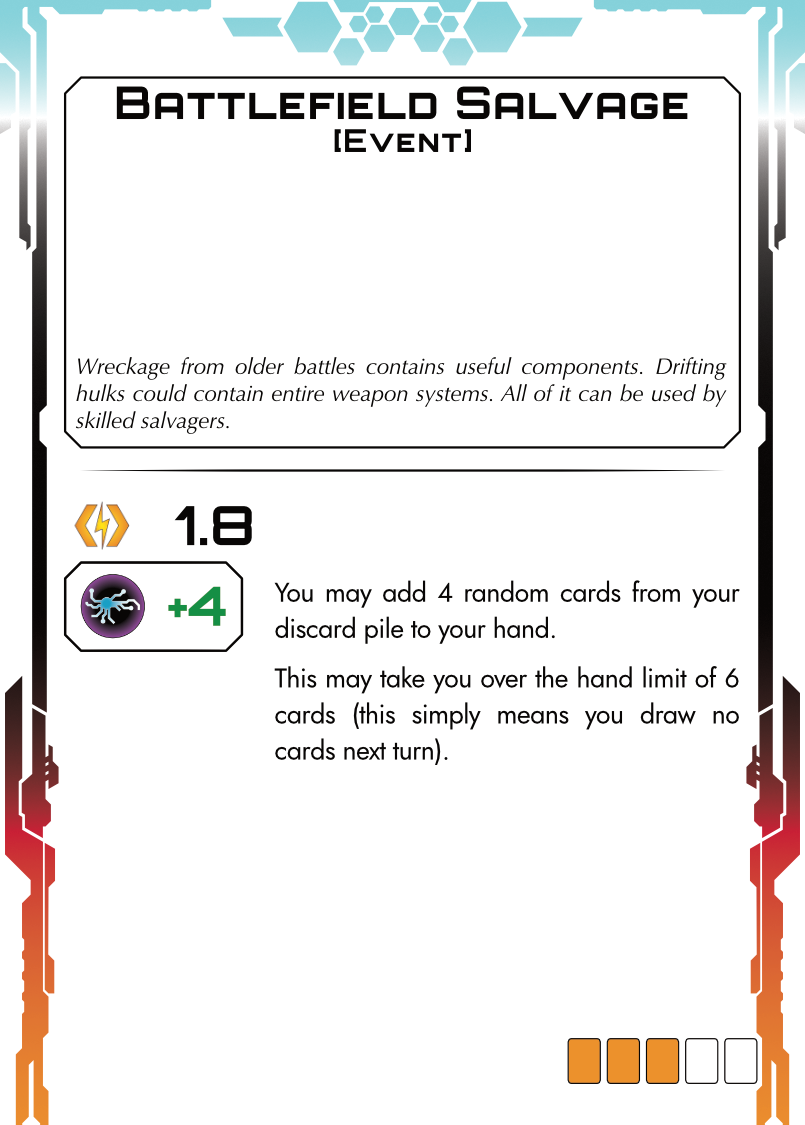 Battlefield Salvage
[Event]
Wreckage from older battles contains useful components. Drifting
hulks could contain entire weapon systems. All of it can be used by
skilled salvagers.
1.8
+4
You may add 4 random cards from your
discard pile to your hand.
This may take you over the hand limit of 6
cards (this simply means you draw no
cards next turn).